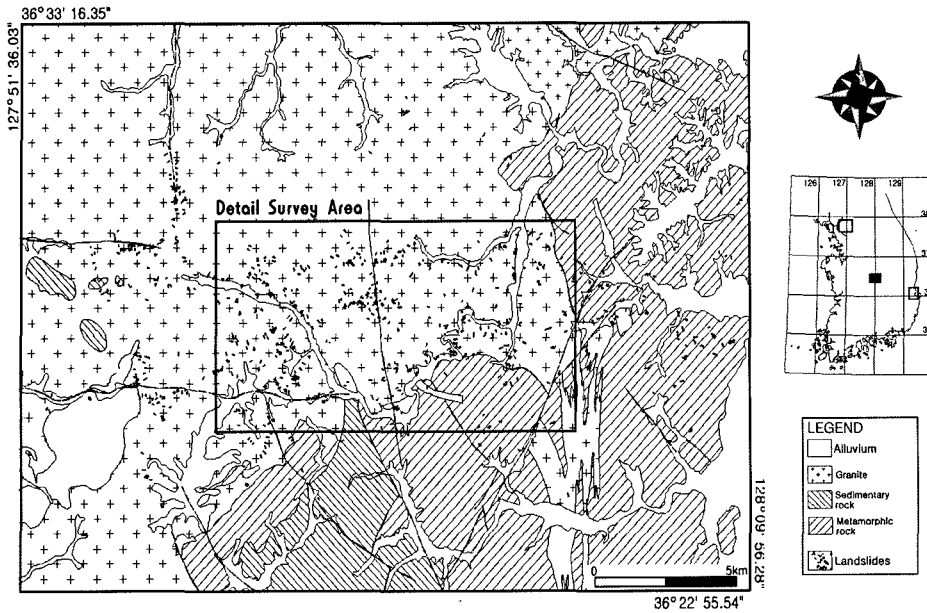 36° 33' 16.35"
127° 51' 36.03"
Detail Survey Area
126 127 128 129
LEGEND
Alluvium
Granite
Sedimentary
rock
Metamorphic
rock
Landslides
128° 09' 56.28"
0 5km
36° 22' 55.54"